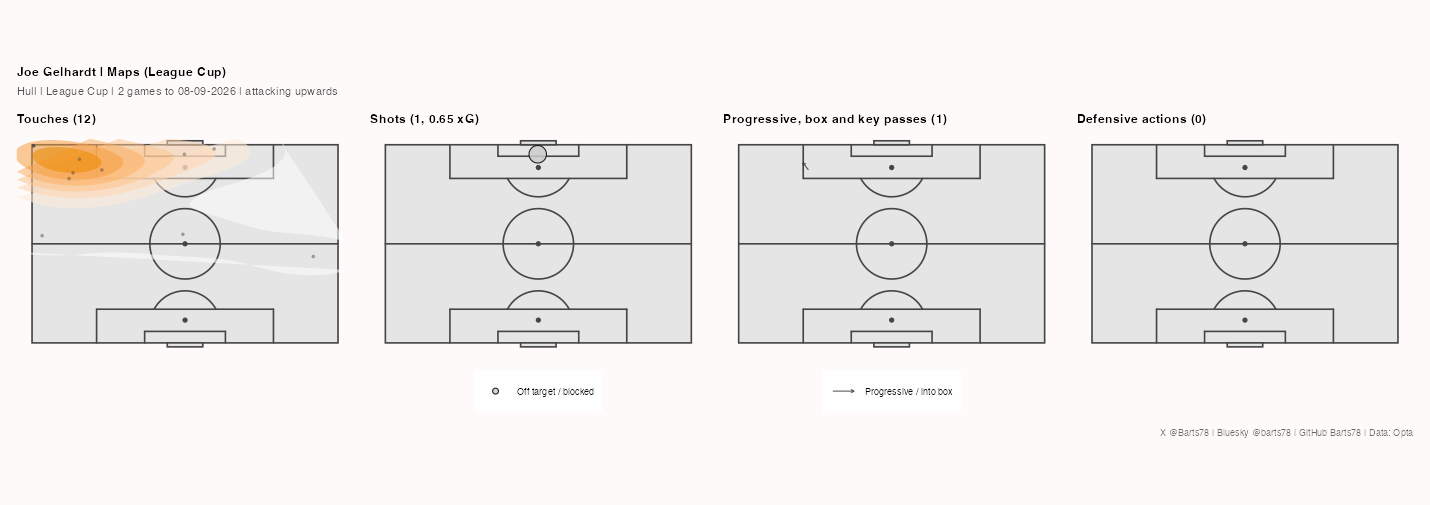 Joe Gelhardt | Maps (League Cup)
Hull | League Cup | 2 games to 08-09-2026 | attacking upwards
Touches (12)
Shots (1, 0.65 xG)
Progressive, box and key passes (1)
Defensive actions (0)
Off target / blocked
Progressive / into box
X @Barts78 | Bluesky @barts78 | GitHub Barts78 | Data: Opta